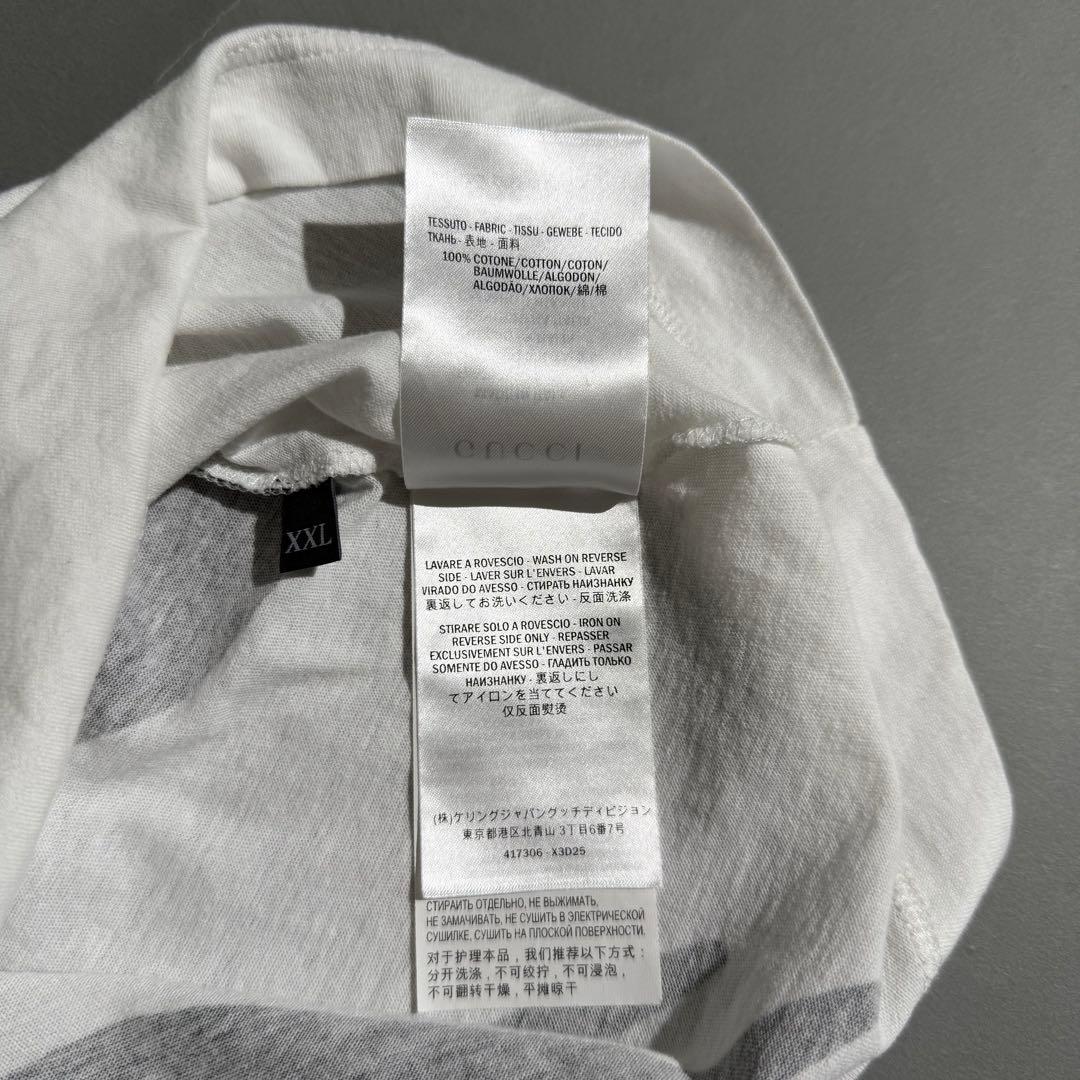 TESSUTO - FABRIC - TISSU - GEWEBE - TECIDO
ТКАНЬ - 表地 - 面料
100% COTONE/COTTON/COTON/
BAUMWOLLE/ALGODÓN/
ALGODÃO/ХЛОПОК/綿/棉
GUCCI
XXL
LAVARE A ROVESCIO - WASH ON REVERSE
SIDE - LAVER SUR L'ENVERS - LAVAR
VIRADO DO AVESSO - СТИРАТЬ НАИЗНАНКУ
裏返してお洗いください - 反面洗涤
STIRARE SOLO A ROVESCIO - IRON ON
REVERSE SIDE ONLY - REPASSER
EXCLUSIVEMENT SUR L'ENVERS - PASSAR
SOMENTE DO AVESSO - ГЛАДИТЬ ТОЛЬКО
НАИЗНАНКУ - 裏返しにし
てアイロンを当ててください
仅反面熨烫
(株)ケリングジャパングッチディビジョン
東京都港区北青山 3丁目6番7号
417306 - X3D25
СТИРАИТЬ ОТДЕЛЬНО, НЕ ВЫЖИМАТЬ,
НЕ ЗАМАЧИВАТЬ, НЕ СУШИТЬ В ЭЛЕКТРИЧЕСКОЙ
СУШИЛКЕ, СУШИТЬ НА ПЛОСКОЙ ПОВЕРХНОСТИ.
对于护理本品，我们推荐以下方式：
分开洗涤，不可绞拧，不可浸泡，
不可翻转干燥，平摊晾干